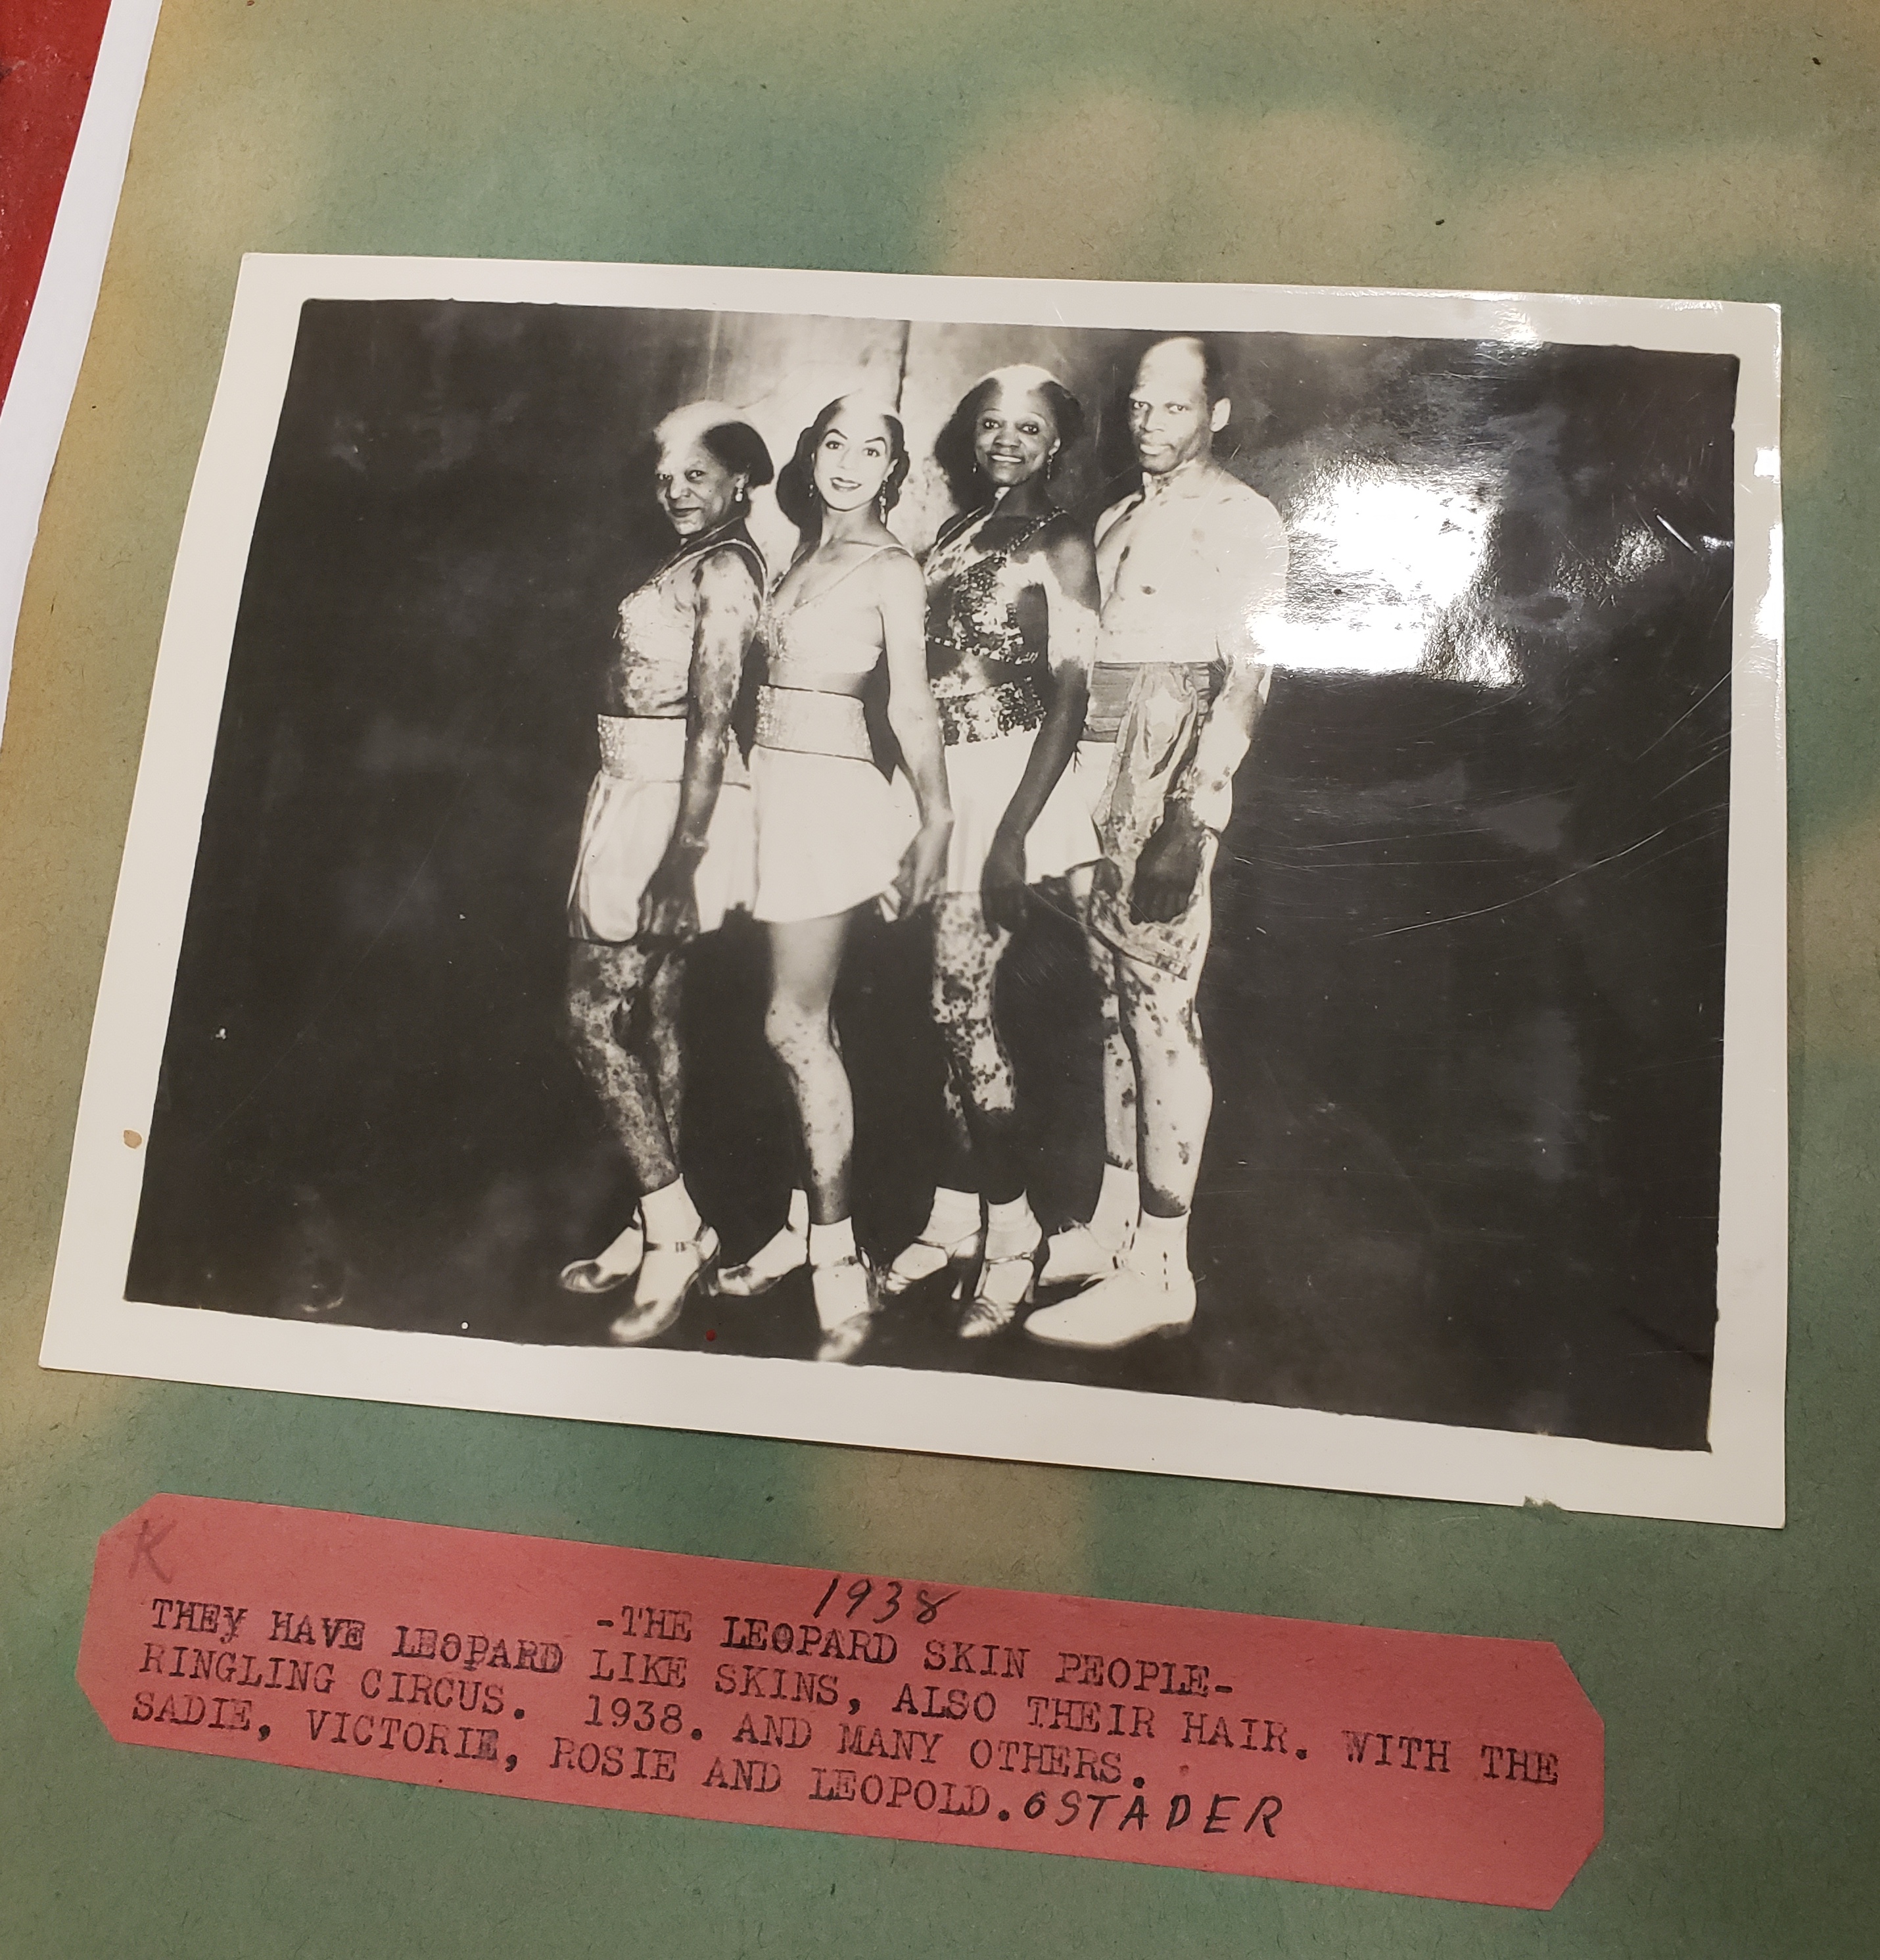 K
1938
-THE LEOPARD SKIN PEOPLE-
THEY HAVE LEOPARD LIKE SKINS, ALSO THEIR HAIR. WITH THE
RINGLING CIRCUS. 1938. AND MANY OTHERS.
SADIE, VICTORIE, ROSIE AND LEOPOLD. OSTADER